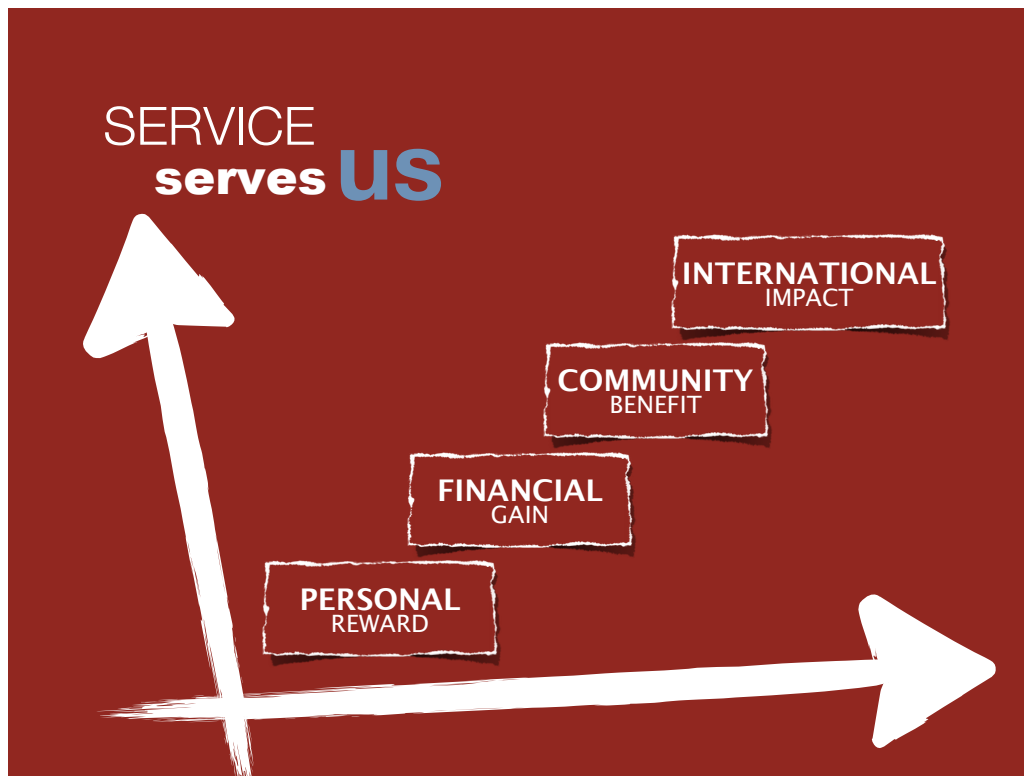 SERVICE
serves us
INTERNATIONAL
IMPACT
COMMUNITY
BENEFIT
FINANCIAL
GAIN
PERSONAL
REWARD